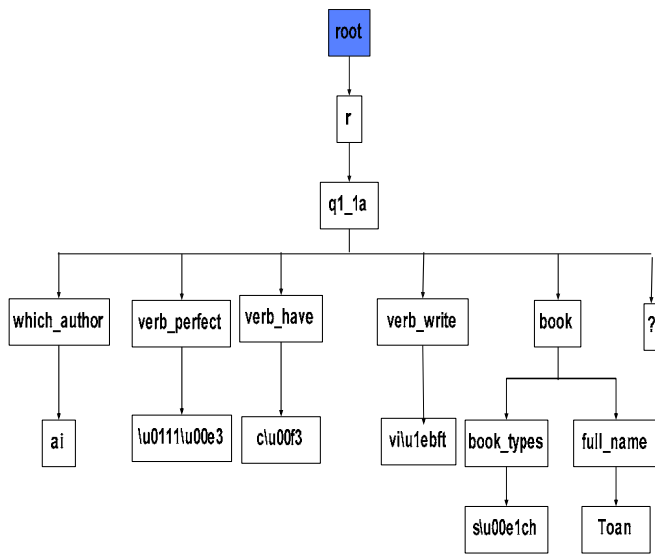 root
r
q1_1a
which_author
verb_perfect
verb_have
verb_write
book
?
ai
\u0111\u00e3
c\u00f3
vi\u1ebft
book_types
full_name
s\u00e1ch
Toan